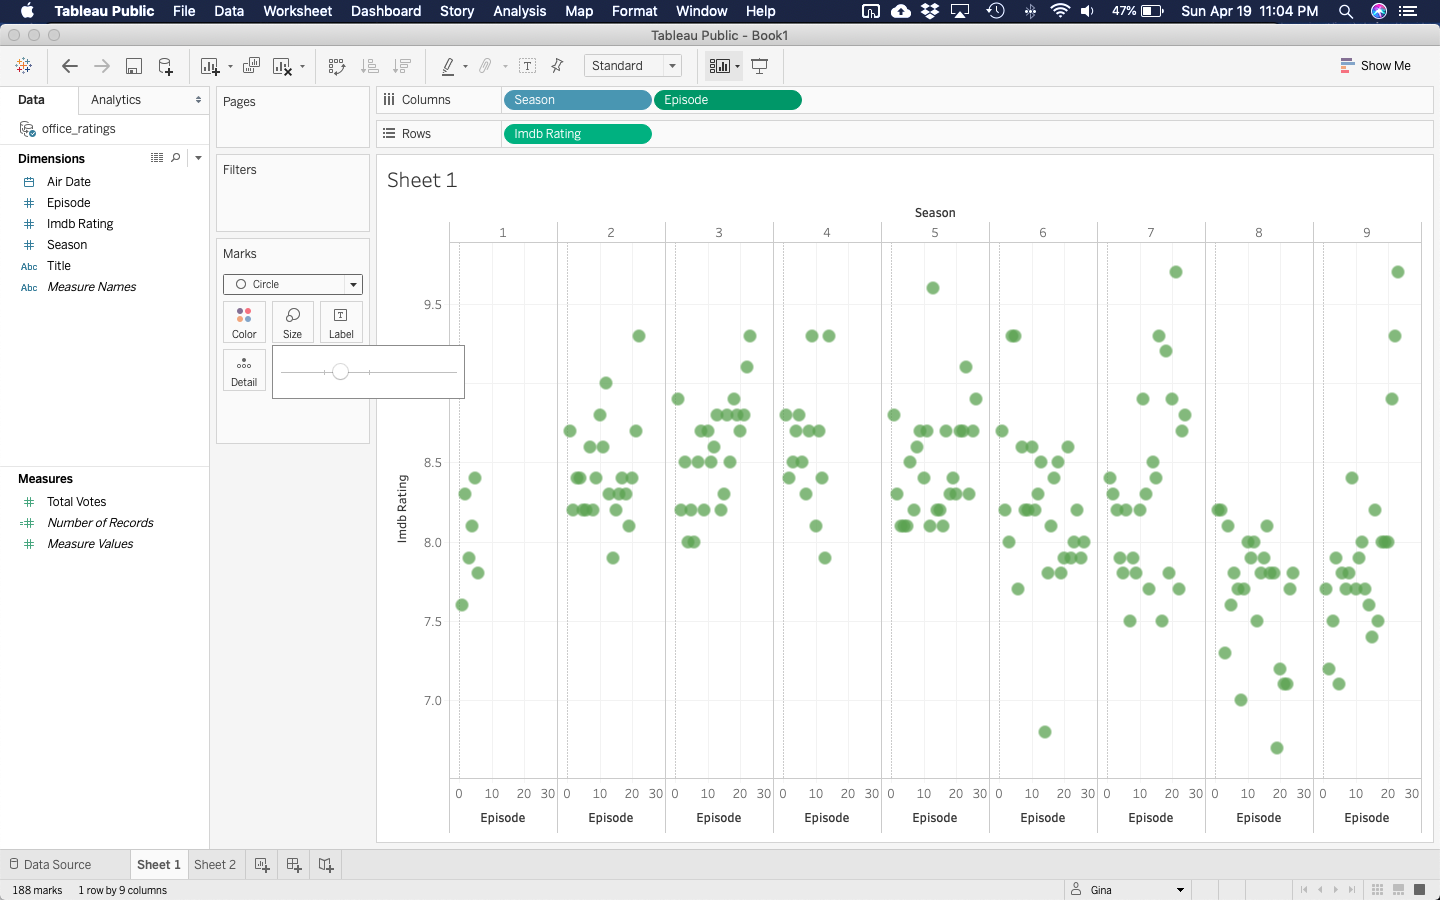 Tableau Public File Data Worksheet Dashboard Story Analysis Map Format Window Help 47% Sun Apr 19 11:04 PM
Tableau Public - Book1
Standard Show Me
Data Analytics
office_ratings
Dimensions
Air Date
Episode
Imdb Rating
Season
Abc Title
Abc Measure Names
Measures
Total Votes
Number of Records
Measure Values
Pages
Filters
Marks
Circle
Color Size Label
Detail
Columns Season Episode
Rows Imdb Rating
Sheet 1
Season
1 2 3 4 5 6 7 8 9
Imdb Rating
9.5
8.5
8.0
7.5
7.0
0 10 20 30 0 10 20 30 0 10 20 30 0 10 20 30 0 10 20 30 0 10 20 30 0 10 20 30 0 10 20 30 0 10 20 30
Episode Episode Episode Episode Episode Episode Episode Episode Episode
Data Source Sheet 1 Sheet 2
188 marks 1 row by 9 columns Gina